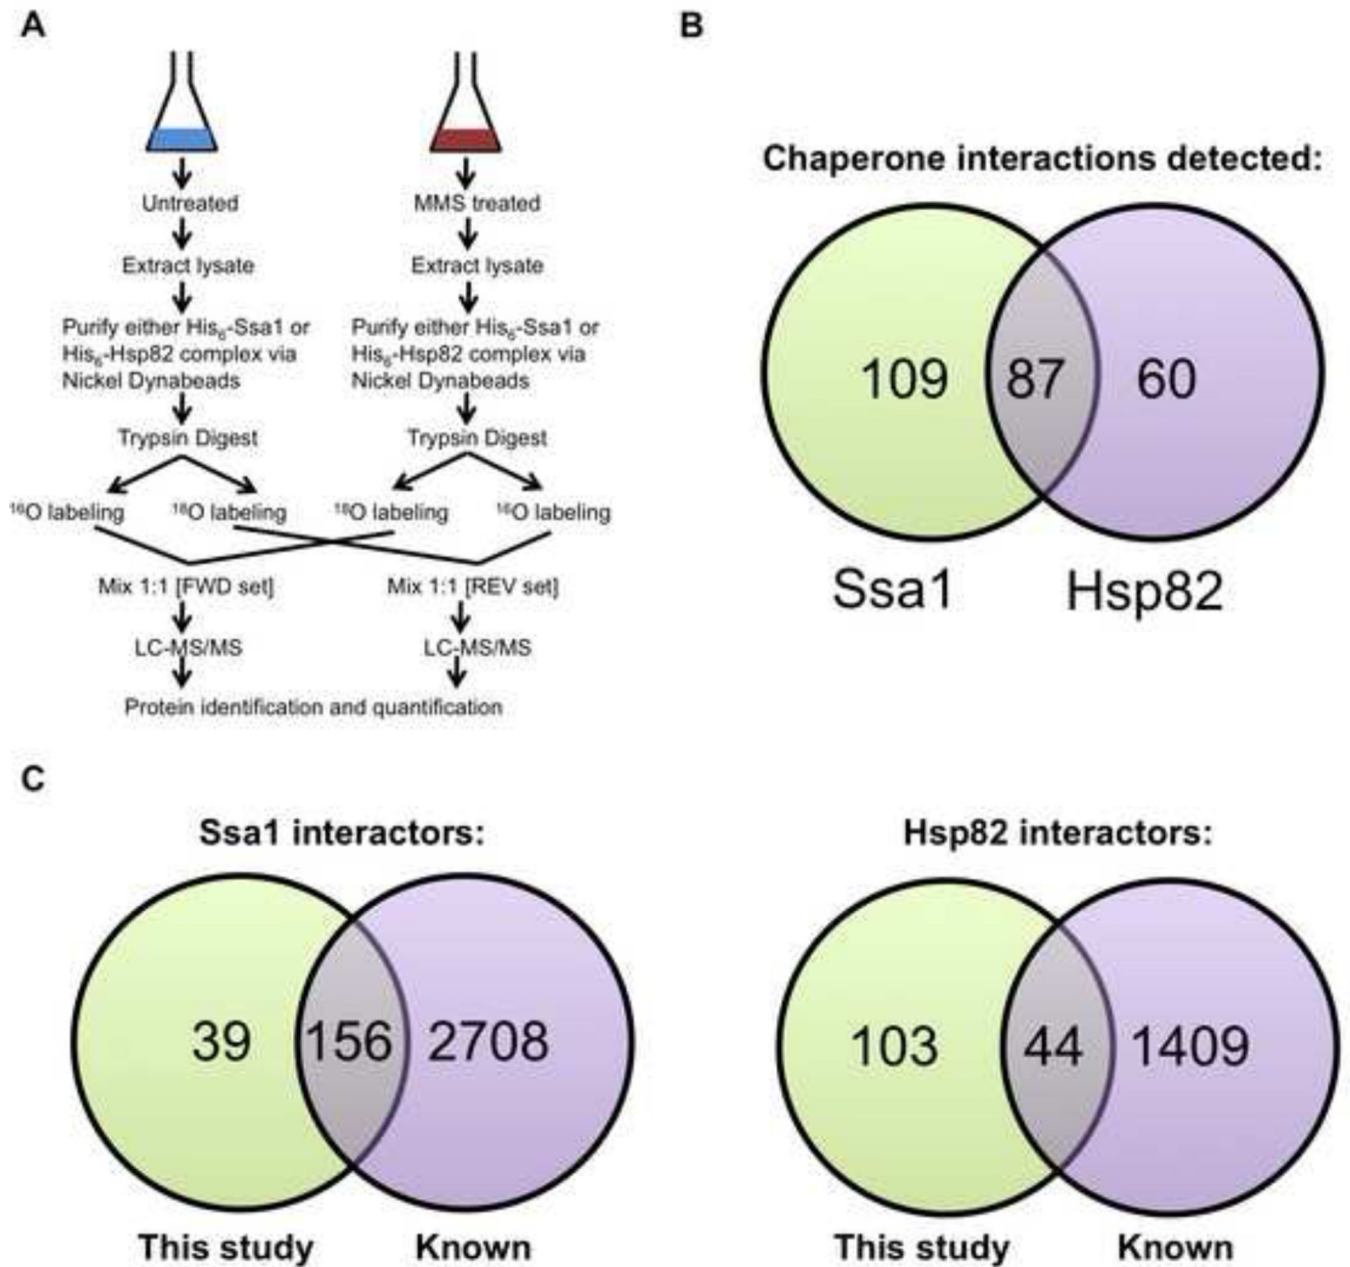 A
Untreated
MMS treated
Extract lysate
Extract lysate
Purify either His₆-Ssa1 or
His₆-Hsp82 complex via
Nickel Dynabeads
Purify either His₆-Ssa1 or
His₆-Hsp82 complex via
Nickel Dynabeads
Trypsin Digest
Trypsin Digest
¹⁶O labeling
¹⁸O labeling
¹⁸O labeling
¹⁶O labeling
Mix 1:1 [FWD set]
Mix 1:1 [REV set]
LC-MS/MS
LC-MS/MS
Protein identification and quantification
B
Chaperone interactions detected:
109
87
60
Ssa1
Hsp82
C
Ssa1 interactors:
39
156
2708
This study
Known
Hsp82 interactors:
103
44
1409
This study
Known